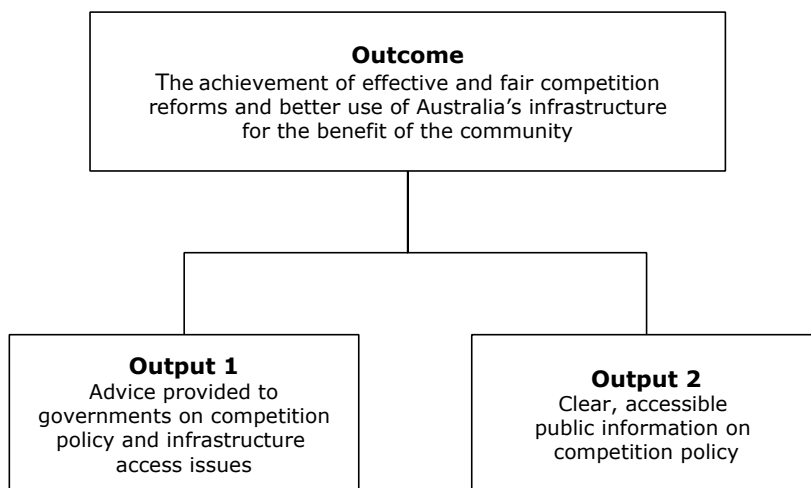 Outcome
The achievement of effective and fair competition
reforms and better use of Australia’s infrastructure
for the benefit of the community
Output 1
Advice provided to
governments on competition
policy and infrastructure
access issues
Output 2
Clear, accessible
public information on
competition policy